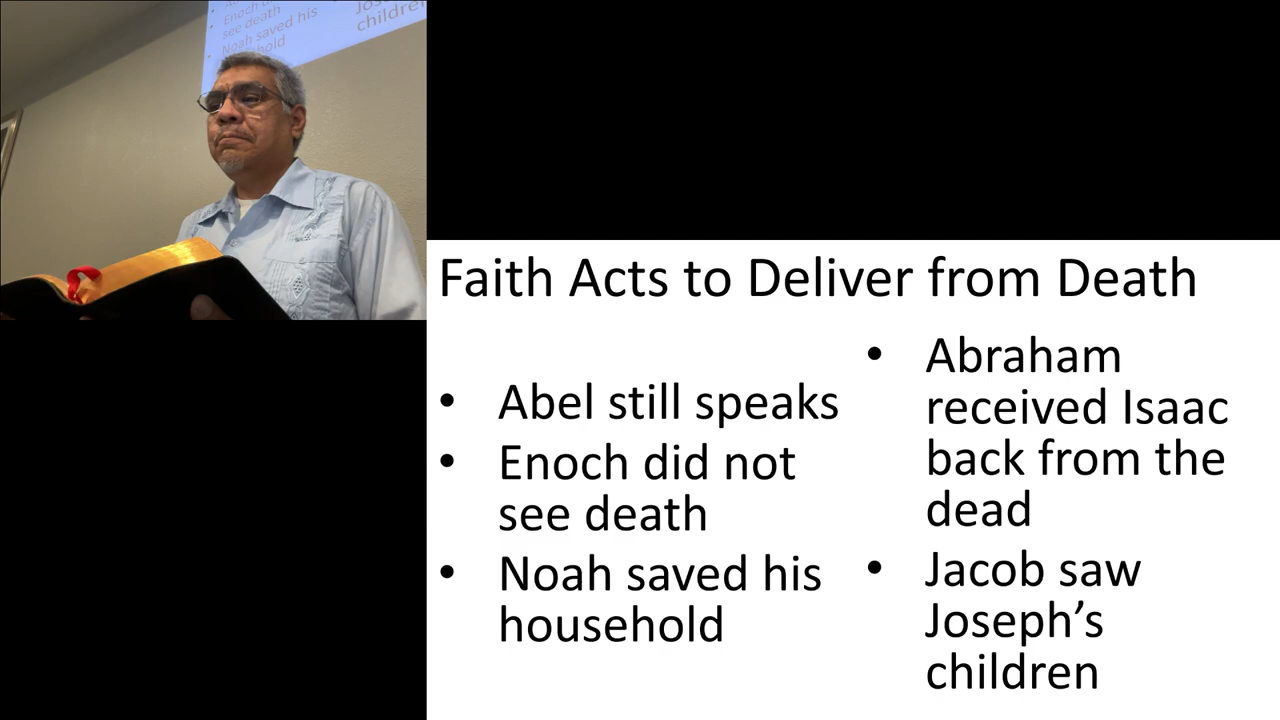 Enoch d
see death
Noah saved his
Jos
children
Faith Acts to Deliver from Death
• Abel still speaks
• Enoch did not
see death
• Noah saved his
household
• Abraham
received Isaac
back from the
dead
• Jacob saw
Joseph’s
children